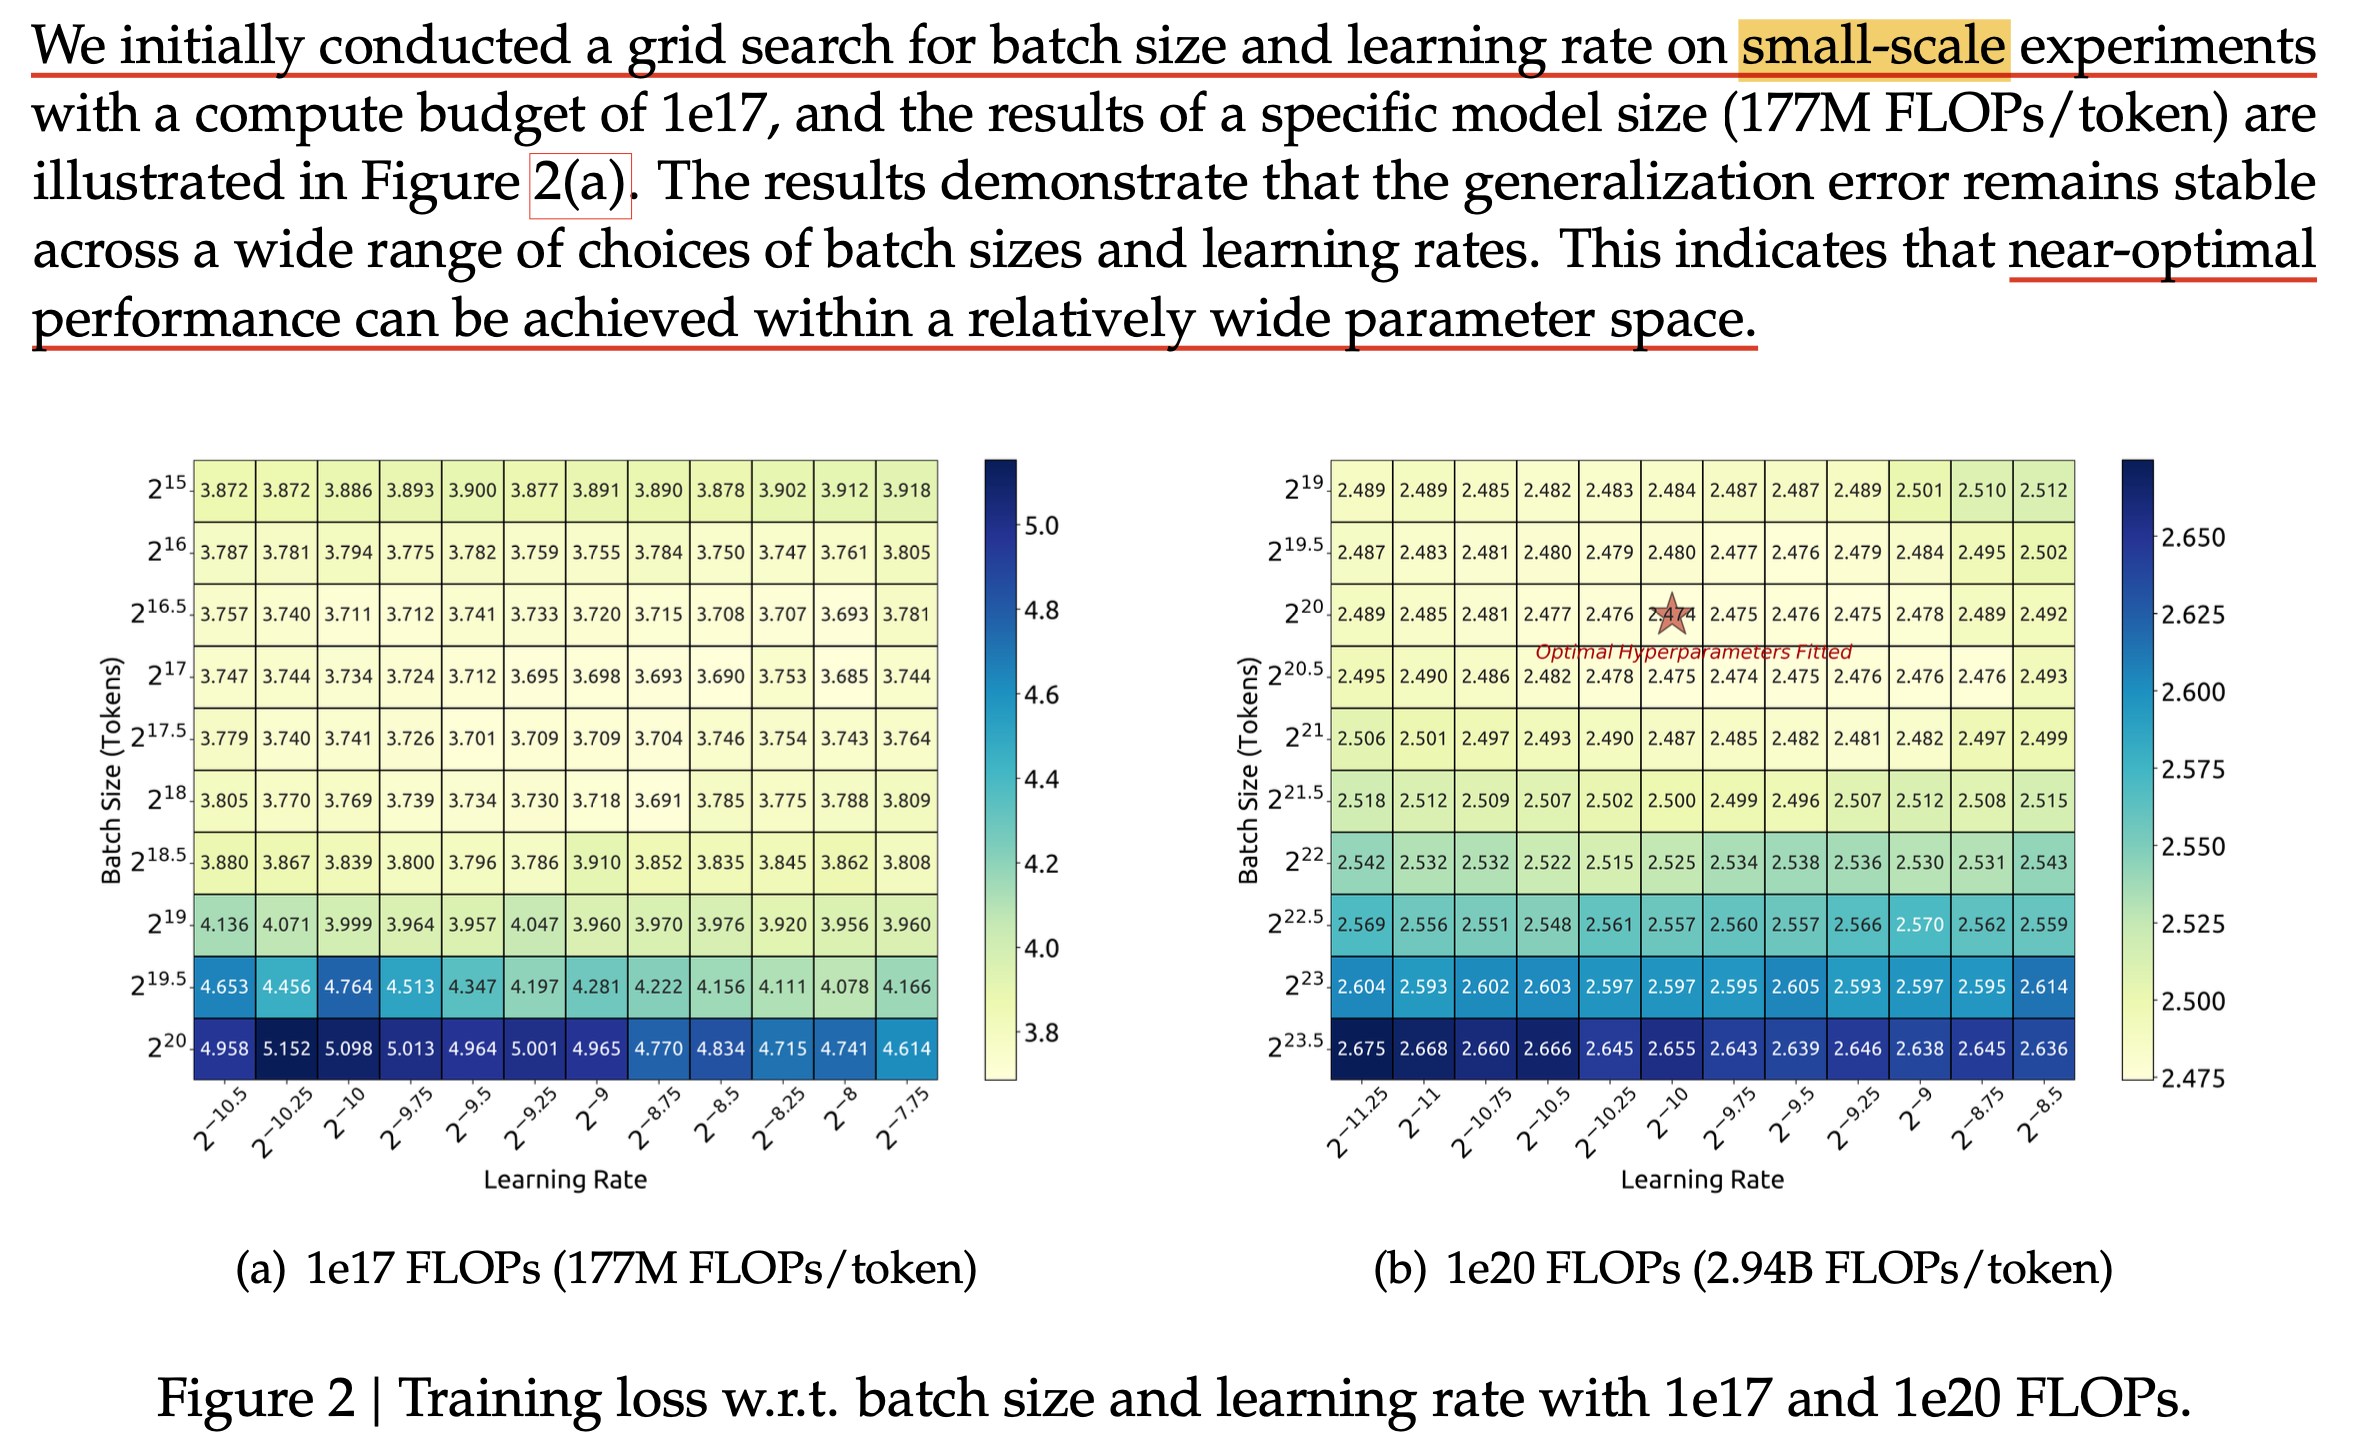 We initially conducted a grid search for batch size and learning rate on small-scale experiments
with a compute budget of 1e17, and the results of a specific model size (177M FLOPs/token) are
illustrated in Figure 2(a). The results demonstrate that the generalization error remains stable
across a wide range of choices of batch sizes and learning rates. This indicates that near-optimal
performance can be achieved within a relatively wide parameter space.
Batch Size (Tokens)
2^15 3.872 3.872 3.886 3.893 3.900 3.877 3.891 3.890 3.878 3.902 3.912 3.918
2^16 3.787 3.781 3.794 3.775 3.782 3.759 3.755 3.784 3.750 3.747 3.761 3.805
2^16.5 3.757 3.740 3.711 3.712 3.741 3.733 3.720 3.715 3.708 3.707 3.693 3.781
2^17 3.747 3.744 3.734 3.724 3.712 3.695 3.698 3.693 3.690 3.753 3.685 3.744
2^17.5 3.779 3.740 3.741 3.726 3.701 3.709 3.709 3.704 3.746 3.754 3.743 3.764
2^18 3.805 3.770 3.769 3.739 3.734 3.730 3.718 3.691 3.785 3.775 3.788 3.809
2^18.5 3.880 3.867 3.839 3.800 3.796 3.786 3.910 3.852 3.835 3.845 3.862 3.808
2^19 4.136 4.071 3.999 3.964 3.957 4.047 3.960 3.970 3.976 3.920 3.956 3.960
2^19.5 4.653 4.456 4.764 4.513 4.347 4.197 4.281 4.222 4.156 4.111 4.078 4.166
2^20 4.958 5.152 5.098 5.013 4.964 5.001 4.965 4.770 4.834 4.715 4.741 4.614
2^−10.5 2^−10.25 2^−10 2^−9.75 2^−9.5 2^−9.25 2^−9 2^−8.75 2^−8.5 2^−8.25 2^−8 2^−7.75
Learning Rate
5.0
4.8
4.6
4.4
4.2
4.0
3.8
(a) 1e17 FLOPs (177M FLOPs/token)
Batch Size (Tokens)
2^19 2.489 2.489 2.485 2.482 2.483 2.484 2.487 2.487 2.489 2.501 2.510 2.512
2^19.5 2.487 2.483 2.481 2.480 2.479 2.480 2.477 2.476 2.479 2.484 2.495 2.502
2^20 2.489 2.485 2.481 2.477 2.476 2.474 2.475 2.476 2.475 2.478 2.489 2.492
Optimal Hyperparameters Fitted
2^20.5 2.495 2.490 2.486 2.482 2.478 2.475 2.474 2.475 2.476 2.476 2.476 2.493
2^21 2.506 2.501 2.497 2.493 2.490 2.487 2.485 2.482 2.481 2.482 2.497 2.499
2^21.5 2.518 2.512 2.509 2.507 2.502 2.500 2.499 2.496 2.507 2.512 2.508 2.515
2^22 2.542 2.532 2.532 2.522 2.515 2.525 2.534 2.538 2.536 2.530 2.531 2.543
2^22.5 2.569 2.556 2.551 2.548 2.561 2.557 2.560 2.557 2.566 2.570 2.562 2.559
2^23 2.604 2.593 2.602 2.603 2.597 2.597 2.595 2.605 2.593 2.597 2.595 2.614
2^23.5 2.675 2.668 2.660 2.666 2.645 2.655 2.643 2.639 2.646 2.638 2.645 2.636
2^−11.25 2^−11 2^−10.75 2^−10.5 2^−10.25 2^−10 2^−9.75 2^−9.5 2^−9.25 2^−9 2^−8.75 2^−8.5
Learning Rate
2.650
2.625
2.600
2.575
2.550
2.525
2.500
2.475
(b) 1e20 FLOPs (2.94B FLOPs/token)
Figure 2 | Training loss w.r.t. batch size and learning rate with 1e17 and 1e20 FLOPs.